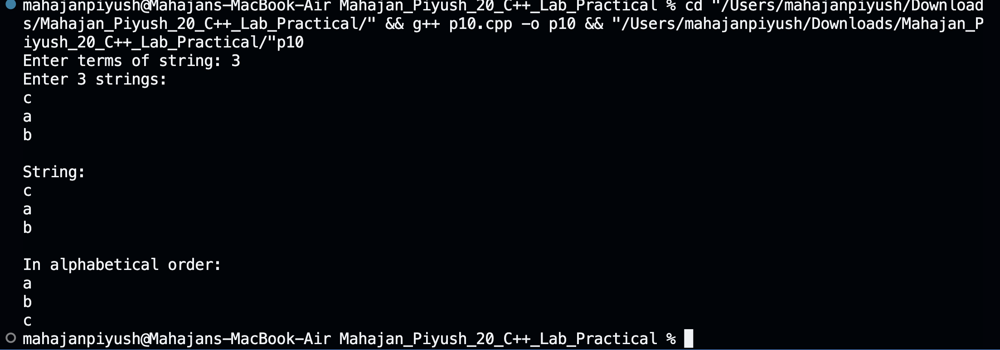 mahajanpiyush@Mahajans-MacBook-Air Mahajan_Piyush_20_C++_Lab_Practical % cd "/Users/mahajanpiyush/Download
s/Mahajan_Piyush_20_C++_Lab_Practical/" && g++ p10.cpp -o p10 && "/Users/mahajanpiyush/Downloads/Mahajan_P
iyush_20_C++_Lab_Practical/"p10
Enter terms of string: 3
Enter 3 strings:
c
a
b
String:
c
a
b
In alphabetical order:
a
b
c
mahajanpiyush@Mahajans-MacBook-Air Mahajan_Piyush_20_C++_Lab_Practical %